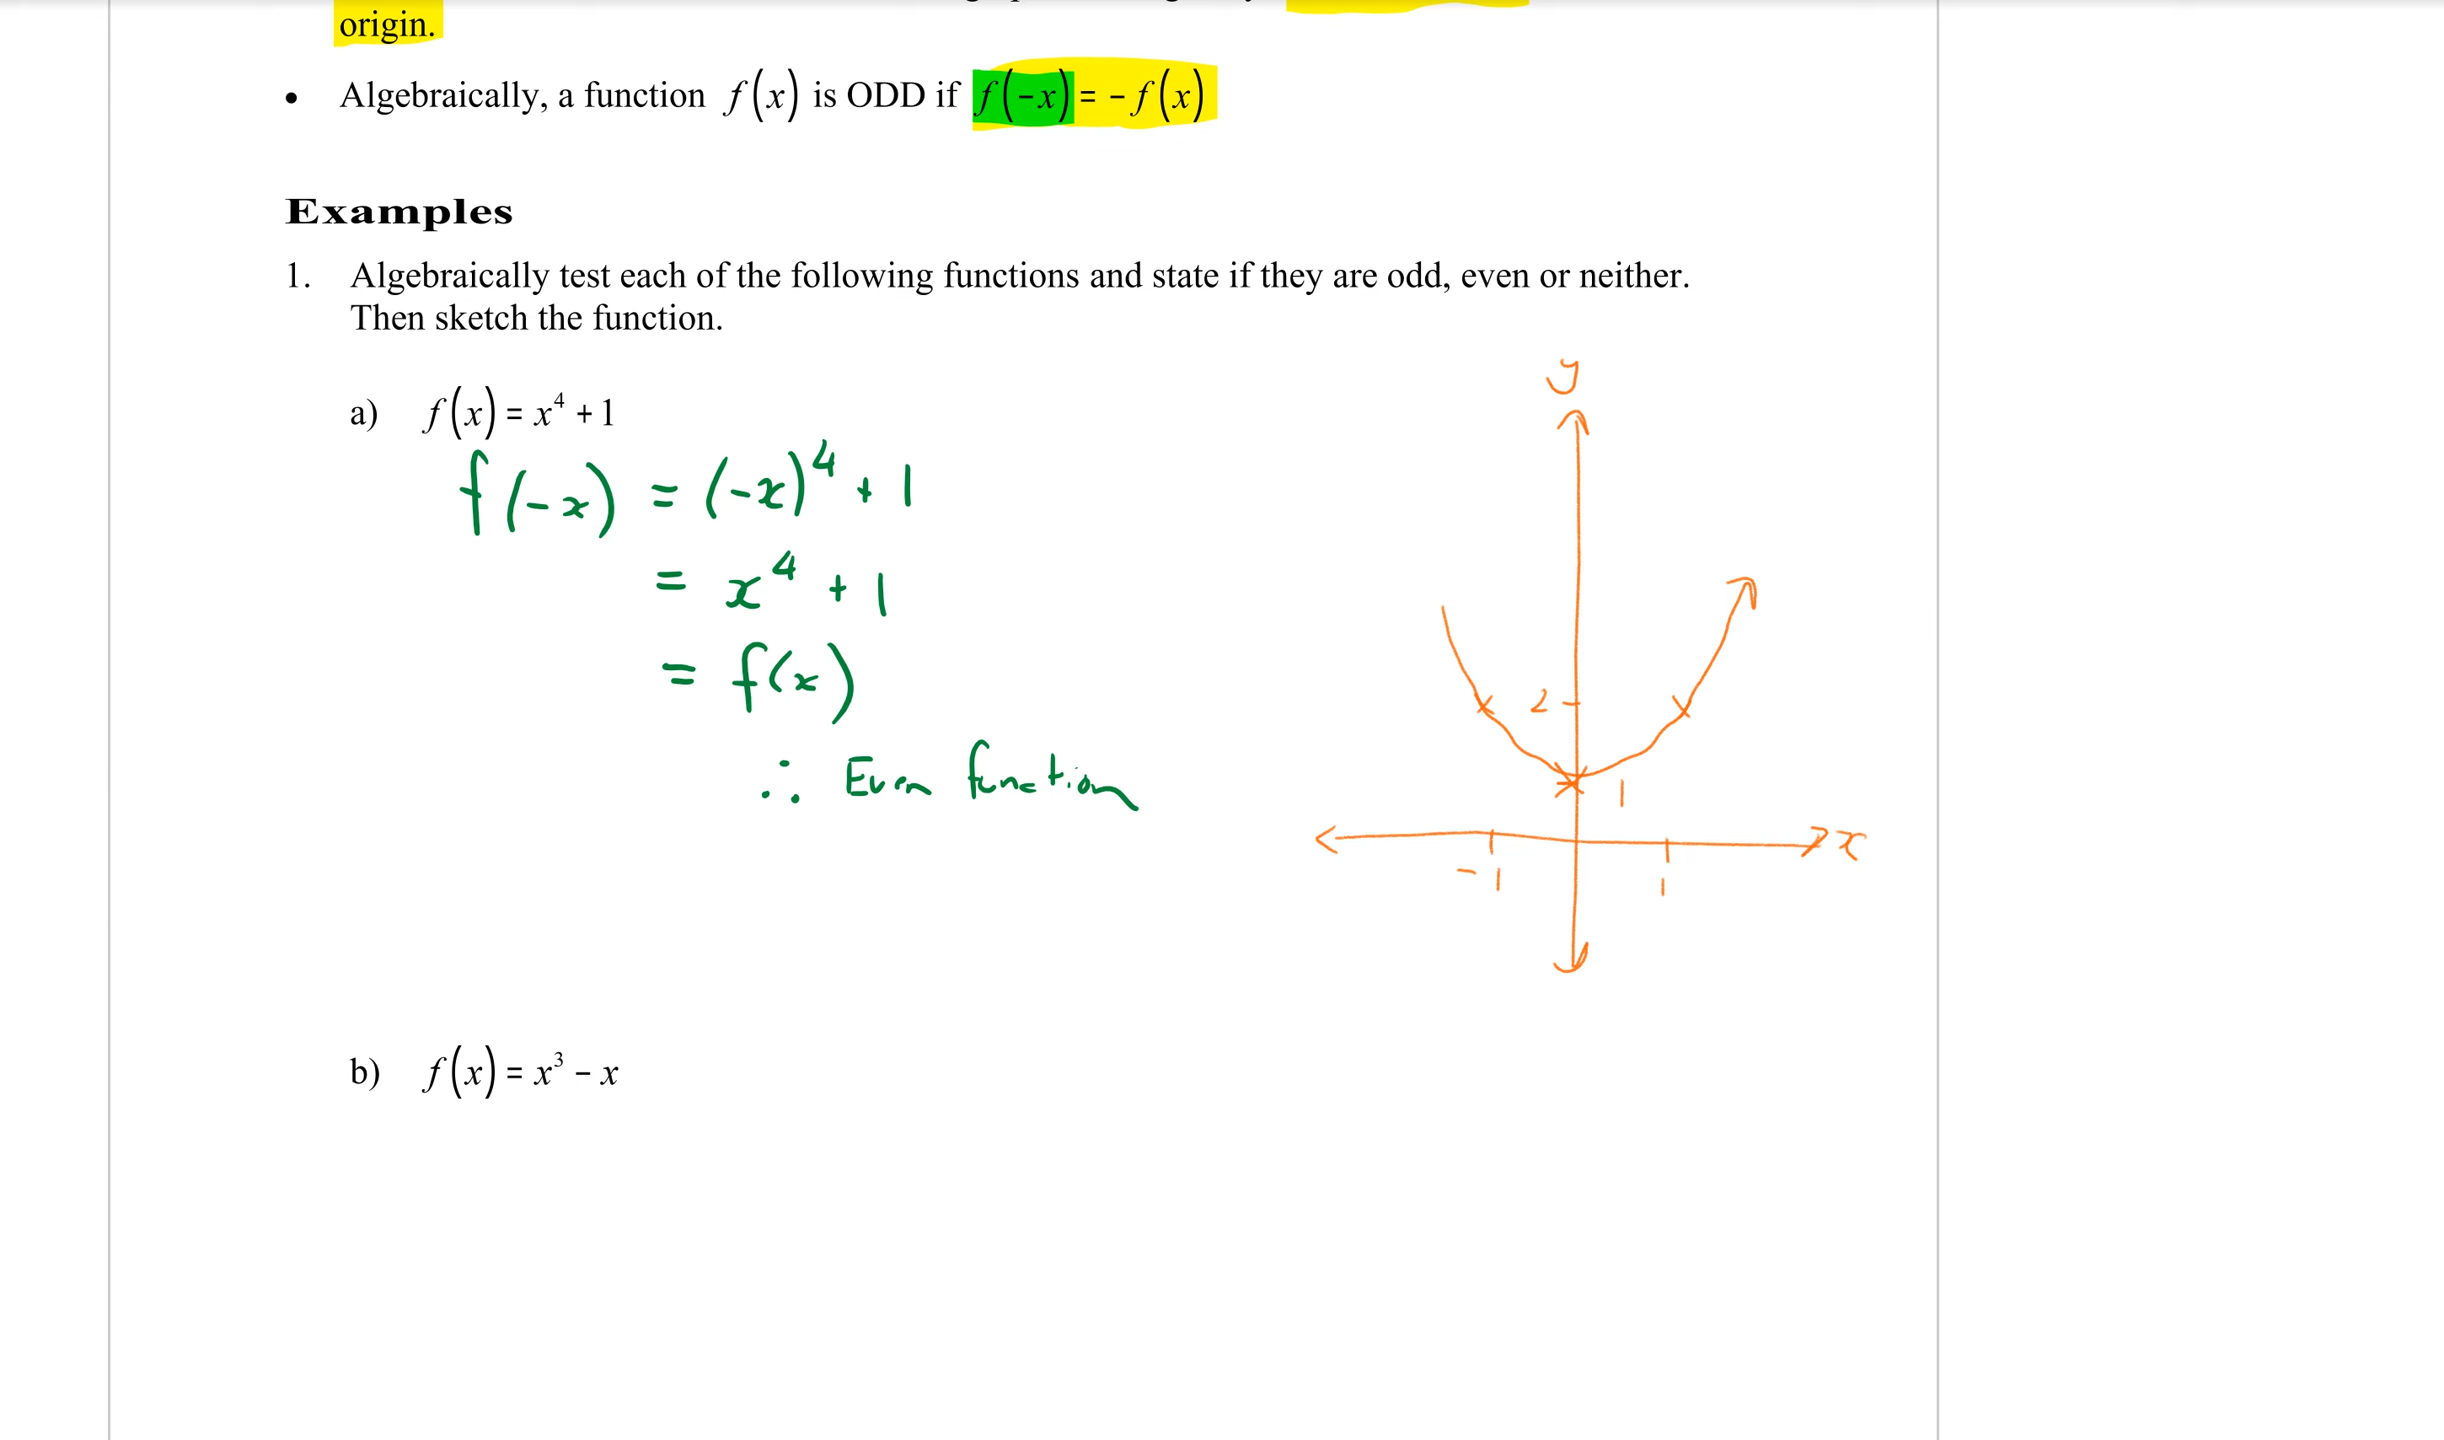 origin.
• Algebraically, a function f(x) is ODD if f(−x) = −f(x)
Examples
1. Algebraically test each of the following functions and state if they are odd, even or neither.
Then sketch the function.
y
a) f(x) = x⁴ + 1
f(-x) = (-x)⁴ + 1
= x⁴ + 1
= f(x)
2
∴ Even function
1
x
-1 1
b) f(x) = x³ − x